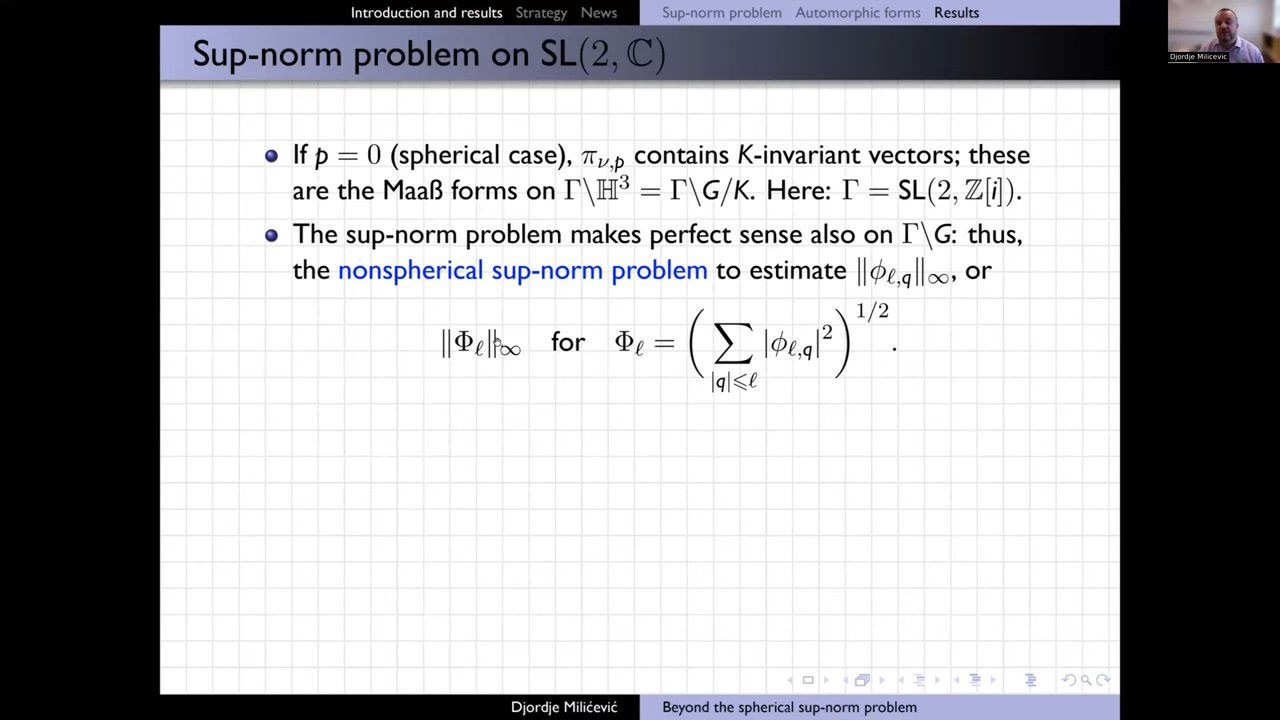 Introduction and results Strategy News Sup-norm problem Automorphic forms Results
Sup-norm problem on SL(2, ℂ)
If p = 0 (spherical case), π_{ν,p} contains K-invariant vectors; these
are the Maaß forms on Γ\ℍ³ = Γ\G/K. Here: Γ = SL(2, ℤ[i]).
The sup-norm problem makes perfect sense also on Γ\G: thus,
the nonspherical sup-norm problem to estimate ‖ϕ_{ℓ,q}‖_∞, or
‖Φ_ℓ‖_∞ for Φ_ℓ = ( ∑_{|q|⩽ℓ} |ϕ_{ℓ,q}|² )^{1/2}.
Djordje Milićević Beyond the spherical sup-norm problem
Djordje Milicevic